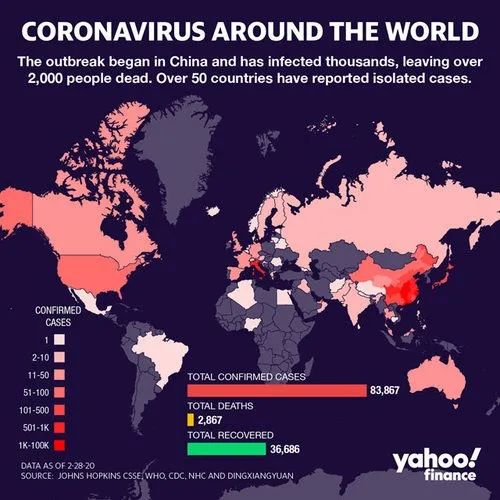 CORONAVIRUS AROUND THE WORLD
The outbreak began in China and has infected thousands, leaving over
2,000 people dead. Over 50 countries have reported isolated cases.
CONFIRMED
CASES
1
2-10
11-50
51-100
101-500
501-1K
1K-100K
TOTAL CONFIRMED CASES
83,867
TOTAL DEATHS
2,867
TOTAL RECOVERED
36,686
DATA AS OF 2-28-20
SOURCE: JOHNS HOPKINS CSSE, WHO, CDC, NHC AND DINGXIANGYUAN
yahoo!
finance